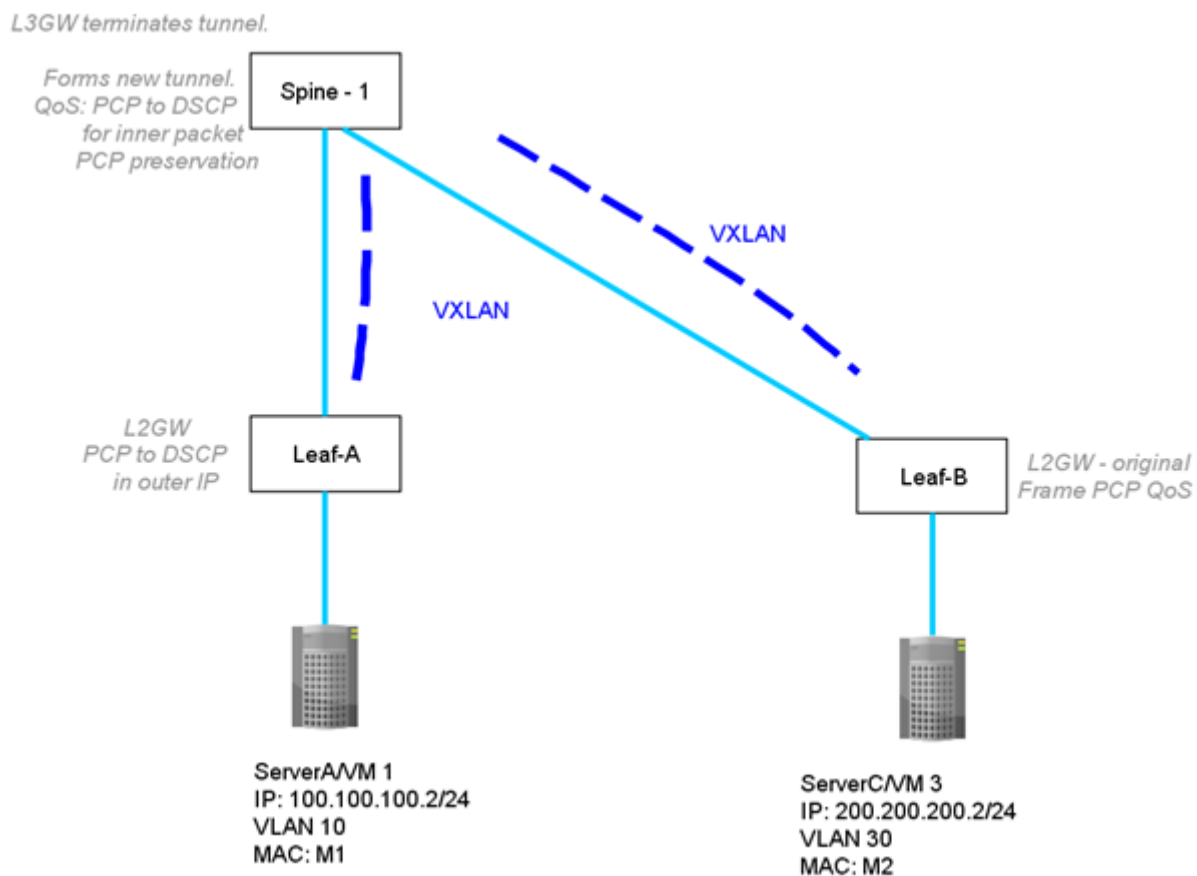 L3GW terminates tunnel.
Forms new tunnel.
QoS: PCP to DSCP
for inner packet
PCP preservation
Spine - 1
VXLAN
VXLAN
L2GW
PCP to DSCP
in outer IP
Leaf-A
Leaf-B
L2GW - original
Frame PCP QoS
ServerA/VM 1
IP: 100.100.100.2/24
VLAN 10
MAC: M1
ServerC/VM 3
IP: 200.200.200.2/24
VLAN 30
MAC: M2